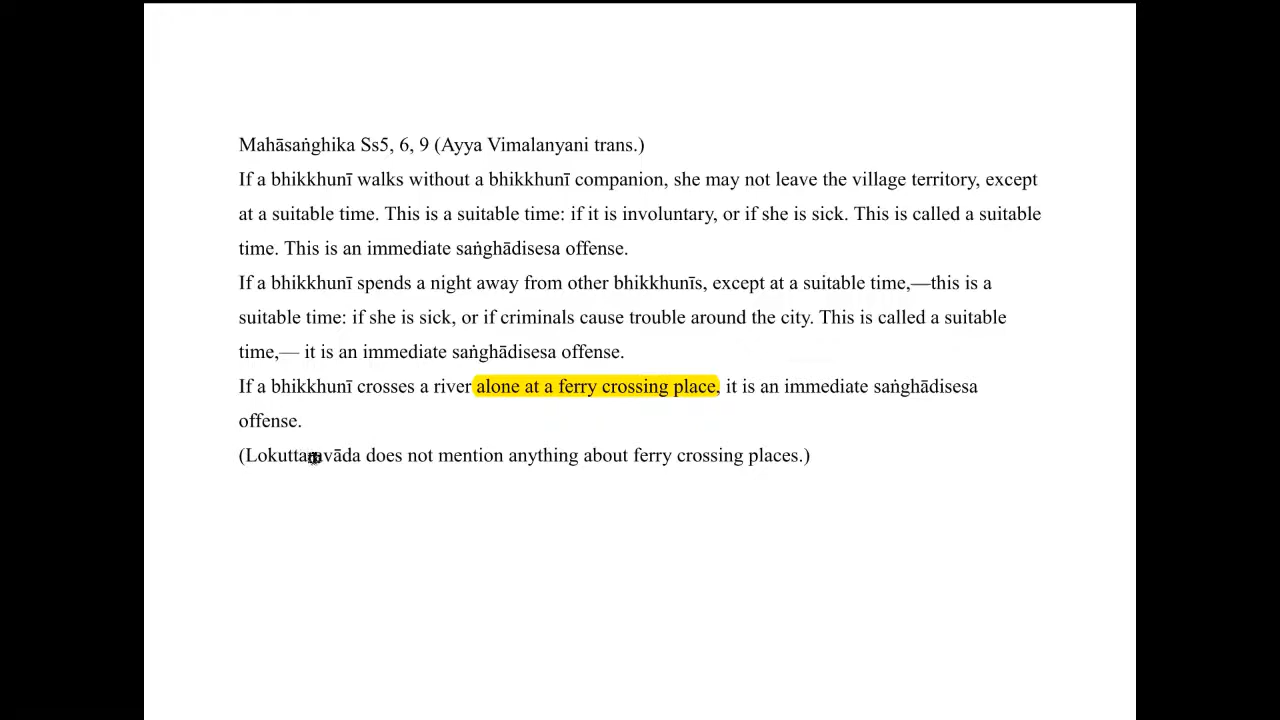 Mahāsaṅghika Ss5, 6, 9 (Ayya Vimalanyani trans.)
If a bhikkhunī walks without a bhikkhunī companion, she may not leave the village territory, except
at a suitable time. This is a suitable time: if it is involuntary, or if she is sick. This is called a suitable
time. This is an immediate saṅghādisesa offense.
If a bhikkhunī spends a night away from other bhikkhunīs, except at a suitable time,—this is a
suitable time: if she is sick, or if criminals cause trouble around the city. This is called a suitable
time,— it is an immediate saṅghādisesa offense.
If a bhikkhunī crosses a river alone at a ferry crossing place, it is an immediate saṅghādisesa
offense.
(Lokuttaravāda does not mention anything about ferry crossing places.)